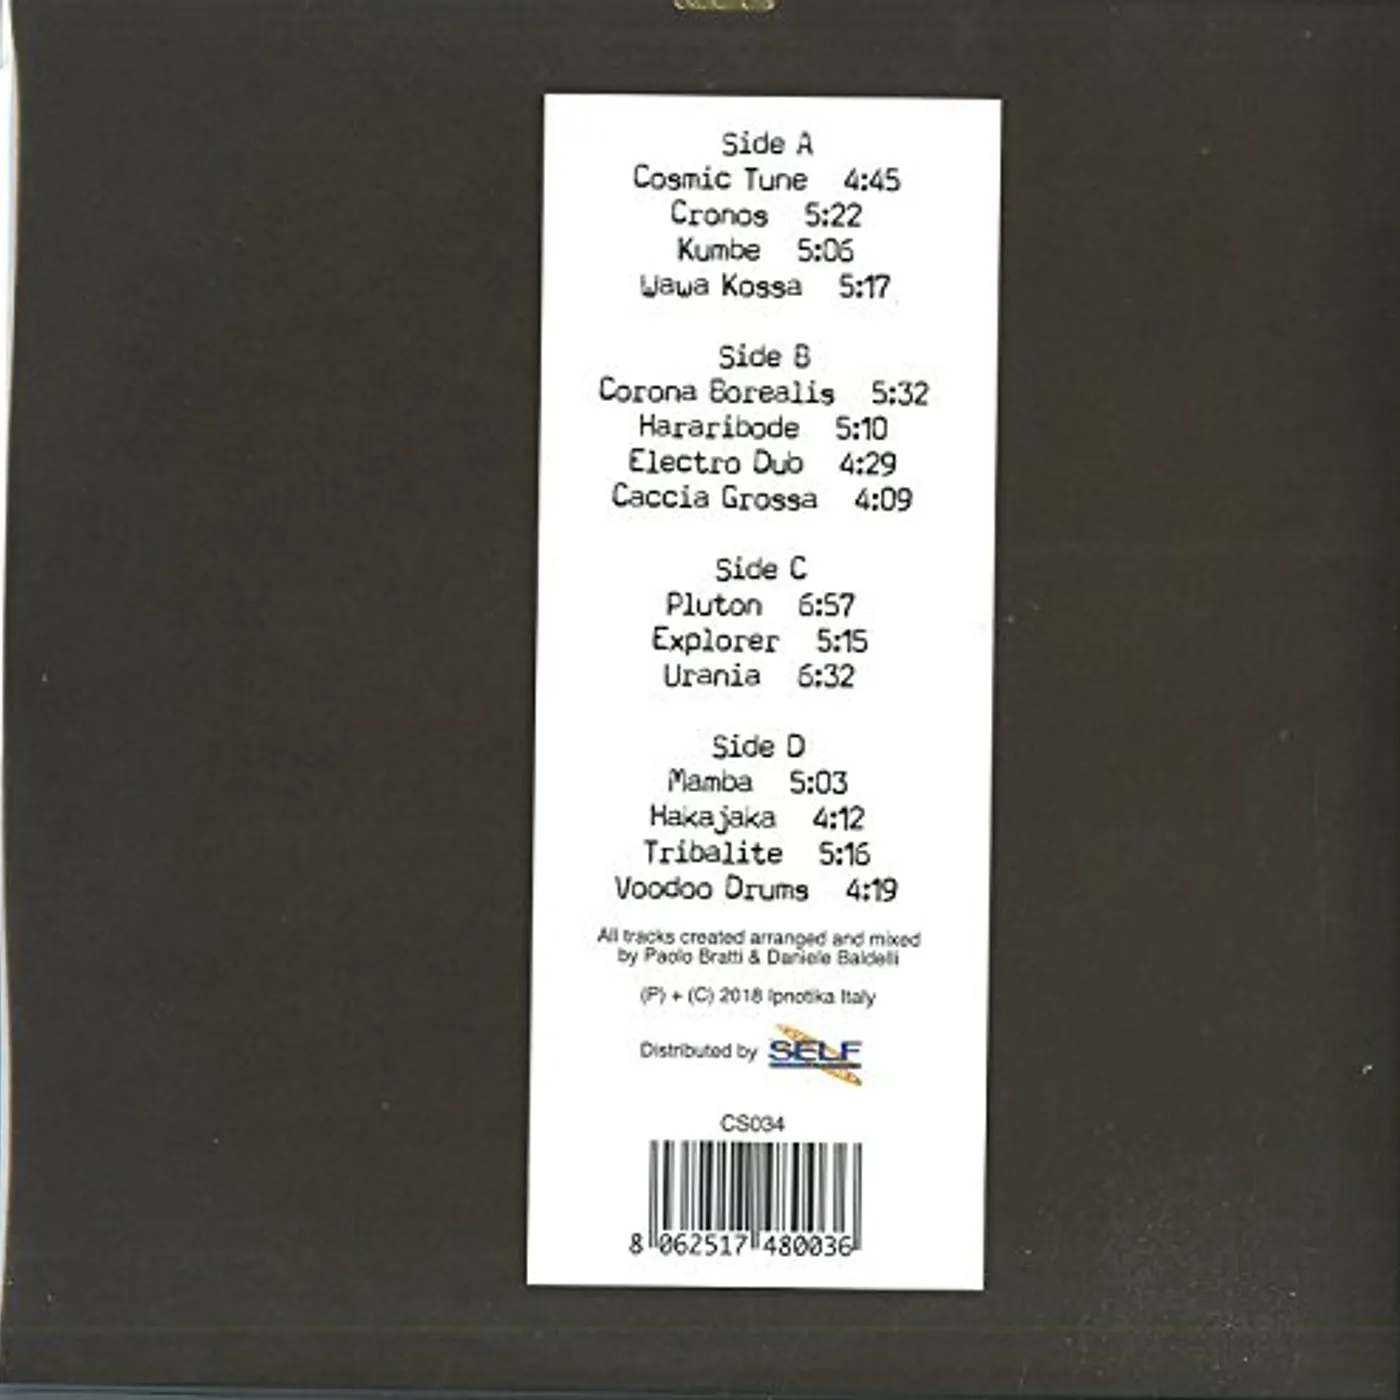 Side A
Cosmic Tune 4:45
Cronos 5:22
Kumbe 5:06
Wawa Kossa 5:17
Side B
Corona Borealis 5:32
Hararibode 5:10
Electro Dub 4:29
Caccia Grossa 4:09
Side C
Pluton 6:57
Explorer 5:15
Urania 6:32
Side D
Mamba 5:03
Hakajaka 4:12
Tribalite 5:16
Voodoo Drums 4:19
All tracks created arranged and mixed
by Paolo Bratti & Daniele Baldelli
(P) + (C) 2018 Ipnotika Italy
Distributed by SELF
CS034
8 062517 480036